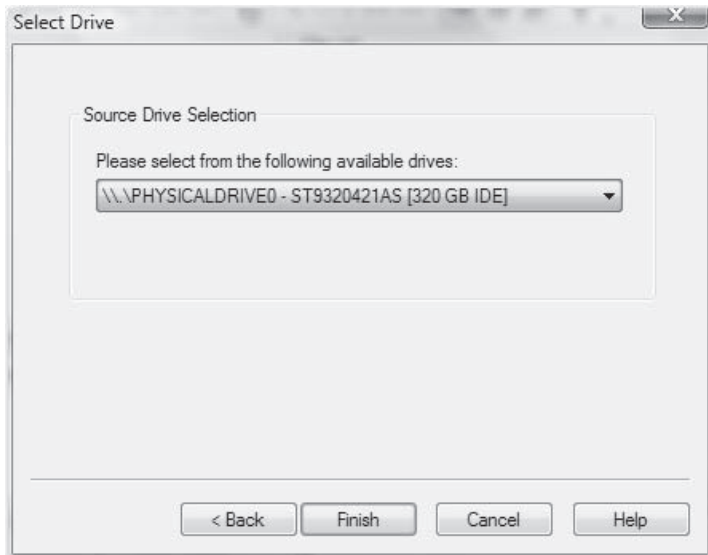 Select Drive
Source Drive Selection
Please select from the following available drives:
\\.\PHYSICALDRIVE0 - ST9320421AS [320 GB IDE]
< Back Finish Cancel Help